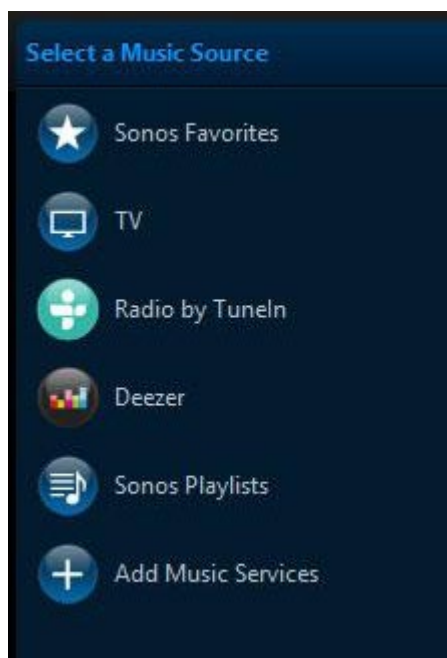 Select a Music Source
Sonos Favorites
TV
Radio by TuneIn
Deezer
Sonos Playlists
Add Music Services